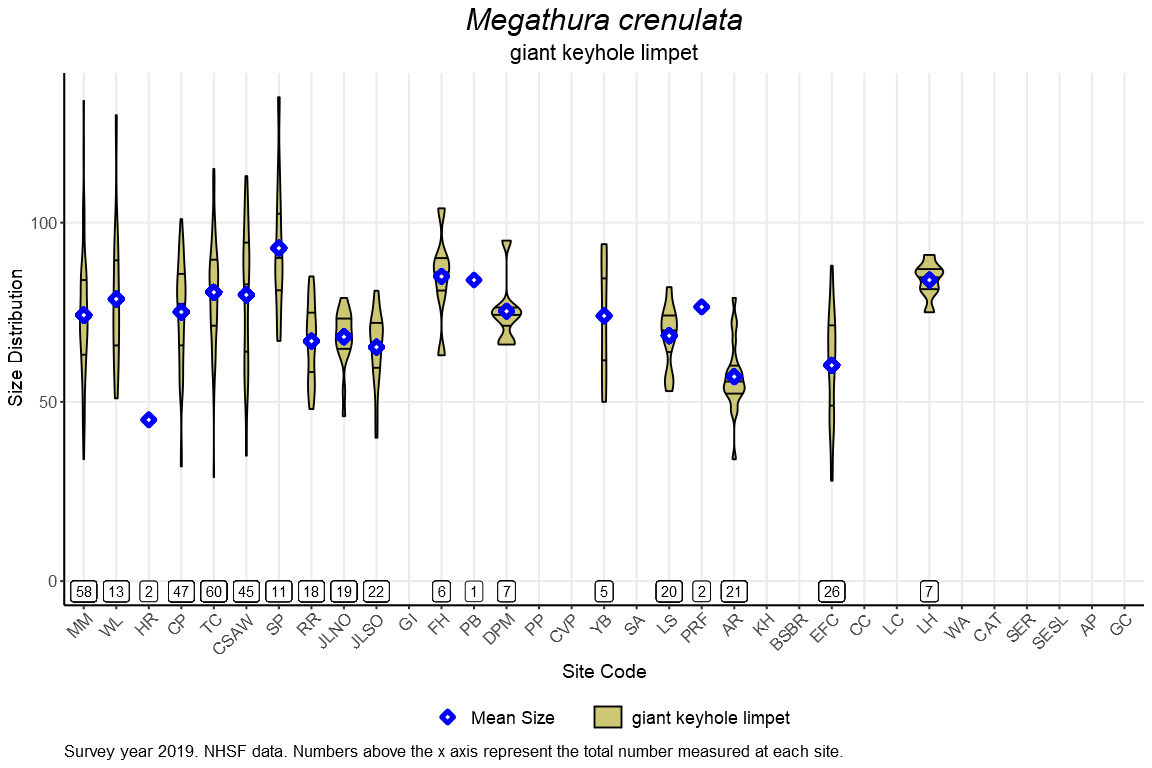 Megathura crenulata
giant keyhole limpet
Size Distribution
100
50
0
58 13 2 47 60 45 11 18 19 22 6 1 7 5 20 2 21 26 7
MM WL HR CP TC CSAW SP RR JLNO JLSO GI FH PB DPM PP CVP YB SA LS PRF AR KH BSBR EFC CC LC LH WA CAT SER SESL AP GC
Site Code
Mean Size giant keyhole limpet
Survey year 2019. NHSF data. Numbers above the x axis represent the total number measured at each site.